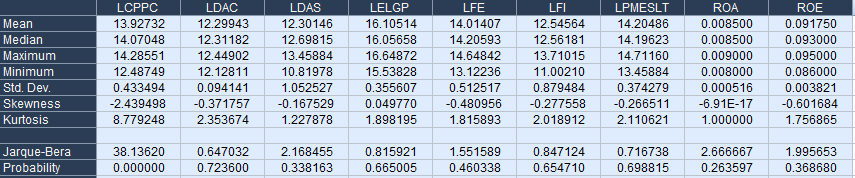 LCPPC LDAC LDAS LELGP LFE LFI LPMESLT ROA ROE
Mean 13.92732 12.29943 12.30146 16.10514 14.01407 12.54564 14.20486 0.008500 0.091750
Median 14.07048 12.31182 12.69815 16.05658 14.20593 12.56181 14.19623 0.008500 0.093000
Maximum 14.28551 12.44902 13.45884 16.64872 14.64842 13.71015 14.71160 0.009000 0.095000
Minimum 12.48749 12.12811 10.81978 15.53828 13.12236 11.00210 13.45884 0.008000 0.086000
Std. Dev. 0.433494 0.094141 1.052527 0.355607 0.512517 0.879484 0.374279 0.000516 0.003821
Skewness -2.439498 -0.371757 -0.167529 0.049770 -0.480956 -0.277558 -0.266511 -6.91E-17 -0.601684
Kurtosis 8.779248 2.353674 1.227878 1.898195 1.815893 2.018912 2.110621 1.000000 1.756865
Jarque-Bera 38.13620 0.647032 2.168455 0.815921 1.551589 0.847124 0.716738 2.666667 1.995653
Probability 0.000000 0.723600 0.338163 0.665005 0.460338 0.654710 0.698815 0.263597 0.368680